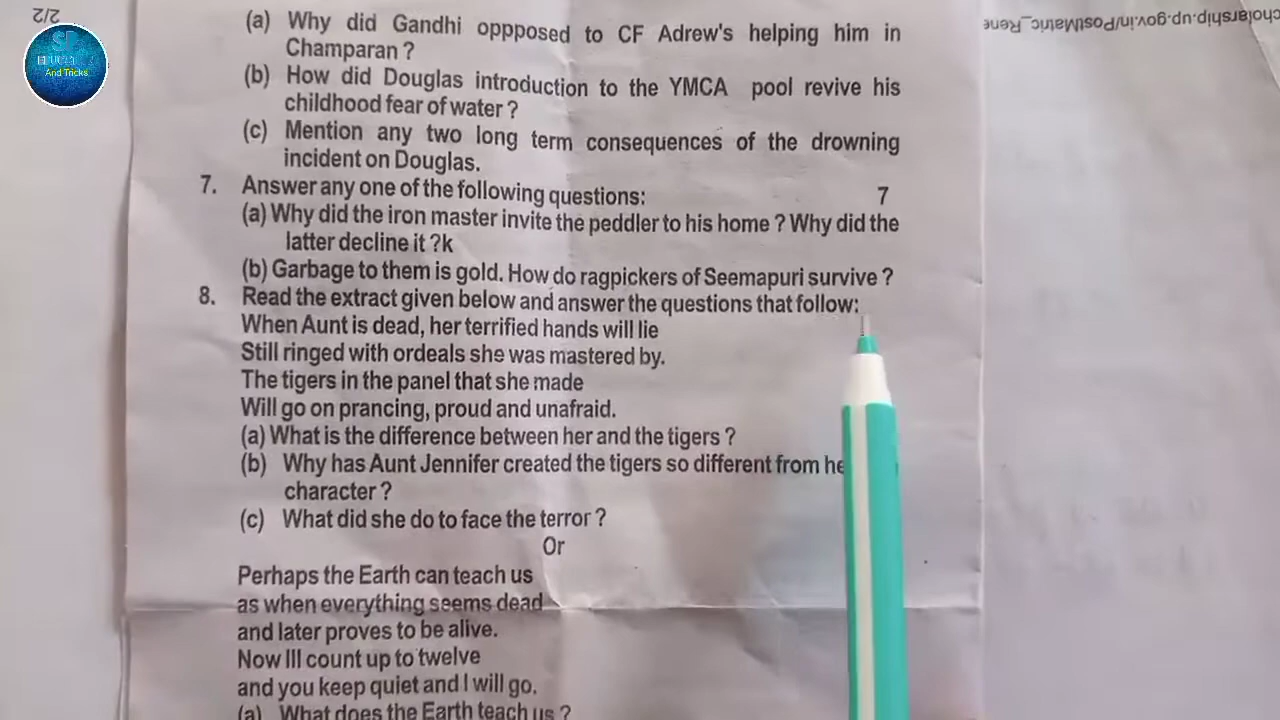 2/2
cholarship.up.gov.in/PostMatric_Rene
And Tricks
(a) Why did Gandhi oppposed to CF Adrew's helping him in
Champaran ?
(b) How did Douglas introduction to the YMCA pool revive his
childhood fear of water ?
(c) Mention any two long term consequences of the drowning
incident on Douglas.
7. Answer any one of the following questions: 7
(a) Why did the iron master invite the peddler to his home ? Why did the
latter decline it ?k
(b) Garbage to them is gold. How do ragpickers of Seemapuri survive ?
8. Read the extract given below and answer the questions that follow:
When Aunt is dead, her terrified hands will lie
Still ringed with ordeals she was mastered by.
The tigers in the panel that she made
Will go on prancing, proud and unafraid.
(a) What is the difference between her and the tigers ?
(b) Why has Aunt Jennifer created the tigers so different from he
character ?
(c) What did she do to face the terror ?
Or
Perhaps the Earth can teach us
as when everything seems dead
and later proves to be alive.
Now III count up to twelve
and you keep quiet and I will go.
(a) What does the Earth teach us ?